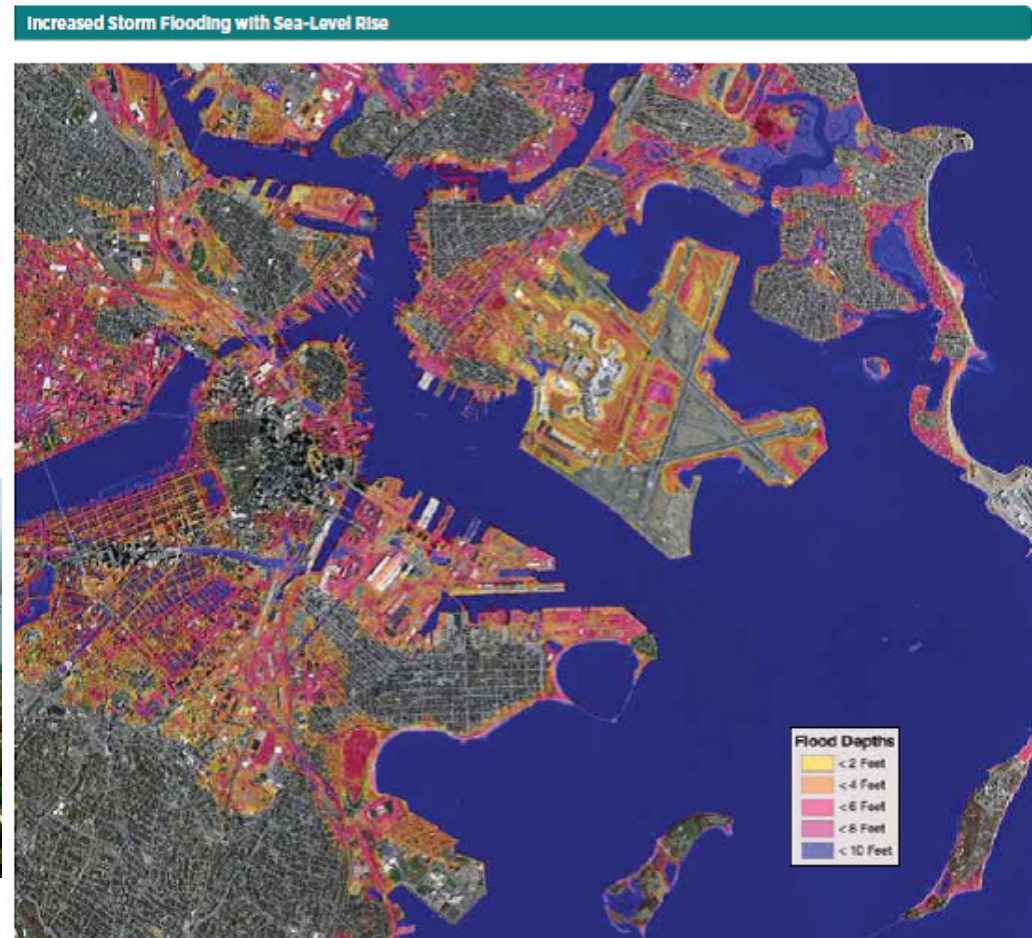 Increased Storm Flooding with Sea-Level Rise
Flood Depths
< 2 Feet
< 4 Feet
< 6 Feet
< 8 Feet
< 10 Feet